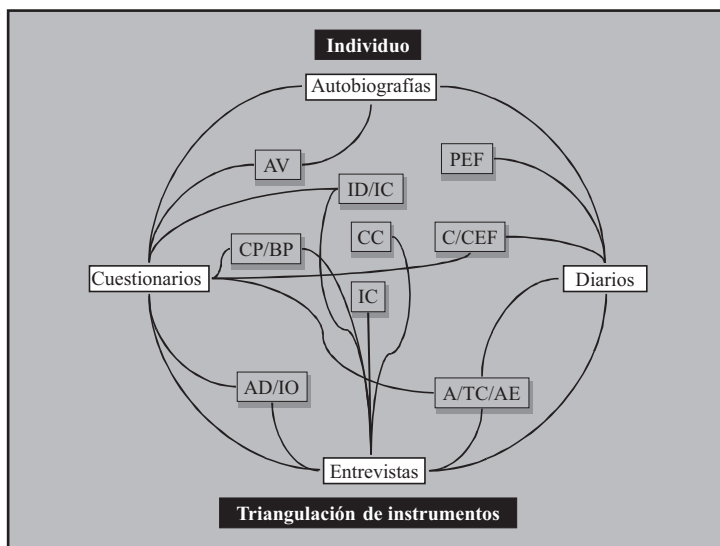 Individuo
Autobiografías
AV
PEF
ID/IC
CP/BP
CC
C/CEF
Cuestionarios
Diarios
IC
AD/IO
A/TC/AE
Entrevistas
Triangulación de instrumentos